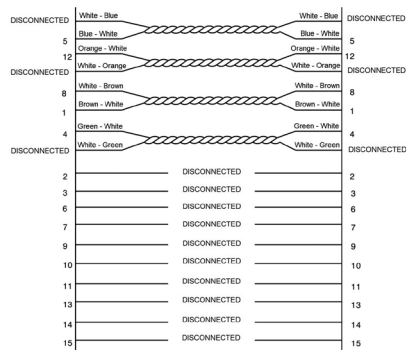 DISCONNECTED White - Blue White - Blue DISCONNECTED
5 Blue - White Blue - White 5
12 Orange - White Orange - White 12
DISCONNECTED White - Orange White - Orange DISCONNECTED
8 White - Brown White - Brown 8
1 Brown - White Brown - White 1
4 Green - White Green - White 4
DISCONNECTED White - Green White - Green DISCONNECTED
2 DISCONNECTED 2
3 DISCONNECTED 3
6 DISCONNECTED 6
7 DISCONNECTED 7
9 DISCONNECTED 9
10 DISCONNECTED 10
11 DISCONNECTED 11
13 DISCONNECTED 13
14 DISCONNECTED 14
15 DISCONNECTED 15